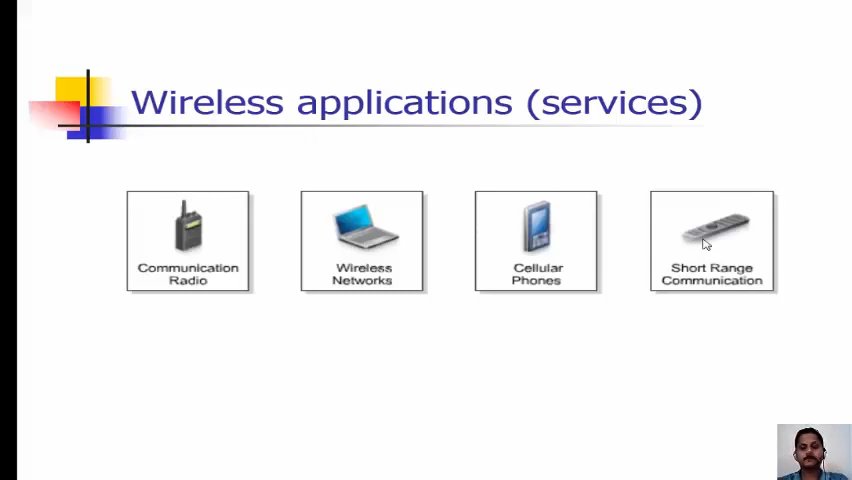 Wireless applications (services)
Communication
Radio
Wireless
Networks
Cellular
Phones
Short Range
Communication